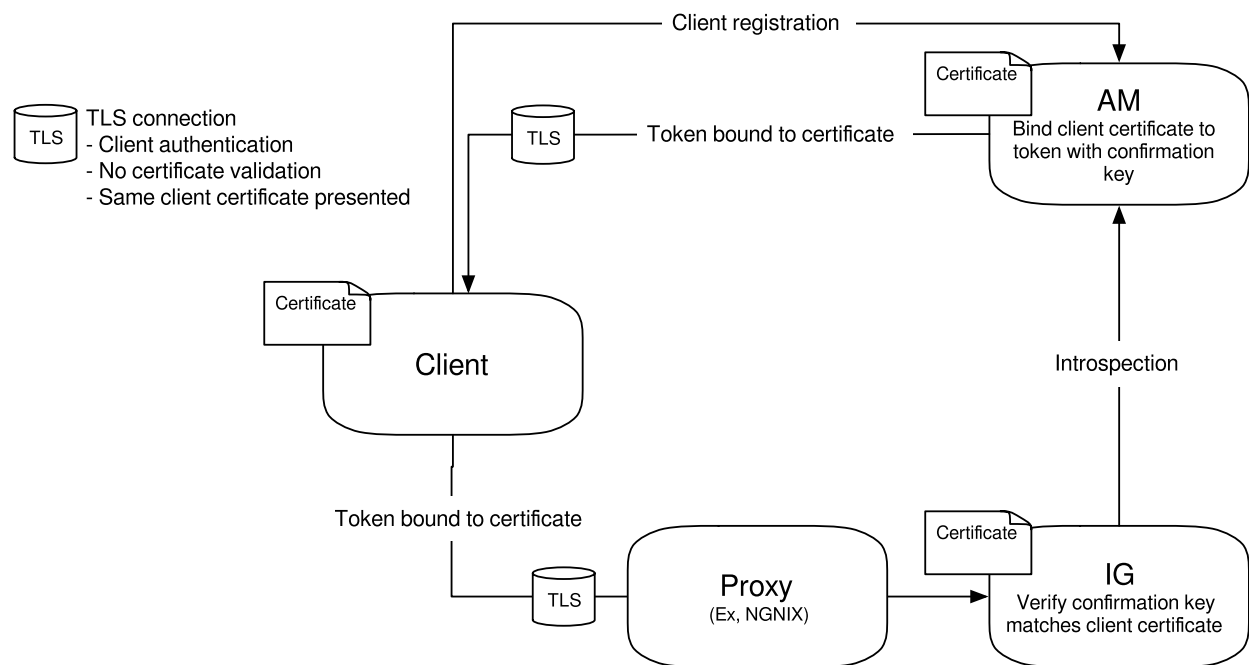 Client registration
Certificate
AM
Bind client certificate to
token with confirmation
key
TLS
TLS connection
- Client authentication
- No certificate validation
- Same client certificate presented
TLS
Token bound to certificate
Certificate
Client
Introspection
Token bound to certificate
TLS
Proxy
(Ex, NGNIX)
Certificate
IG
Verify confirmation key
matches client certificate